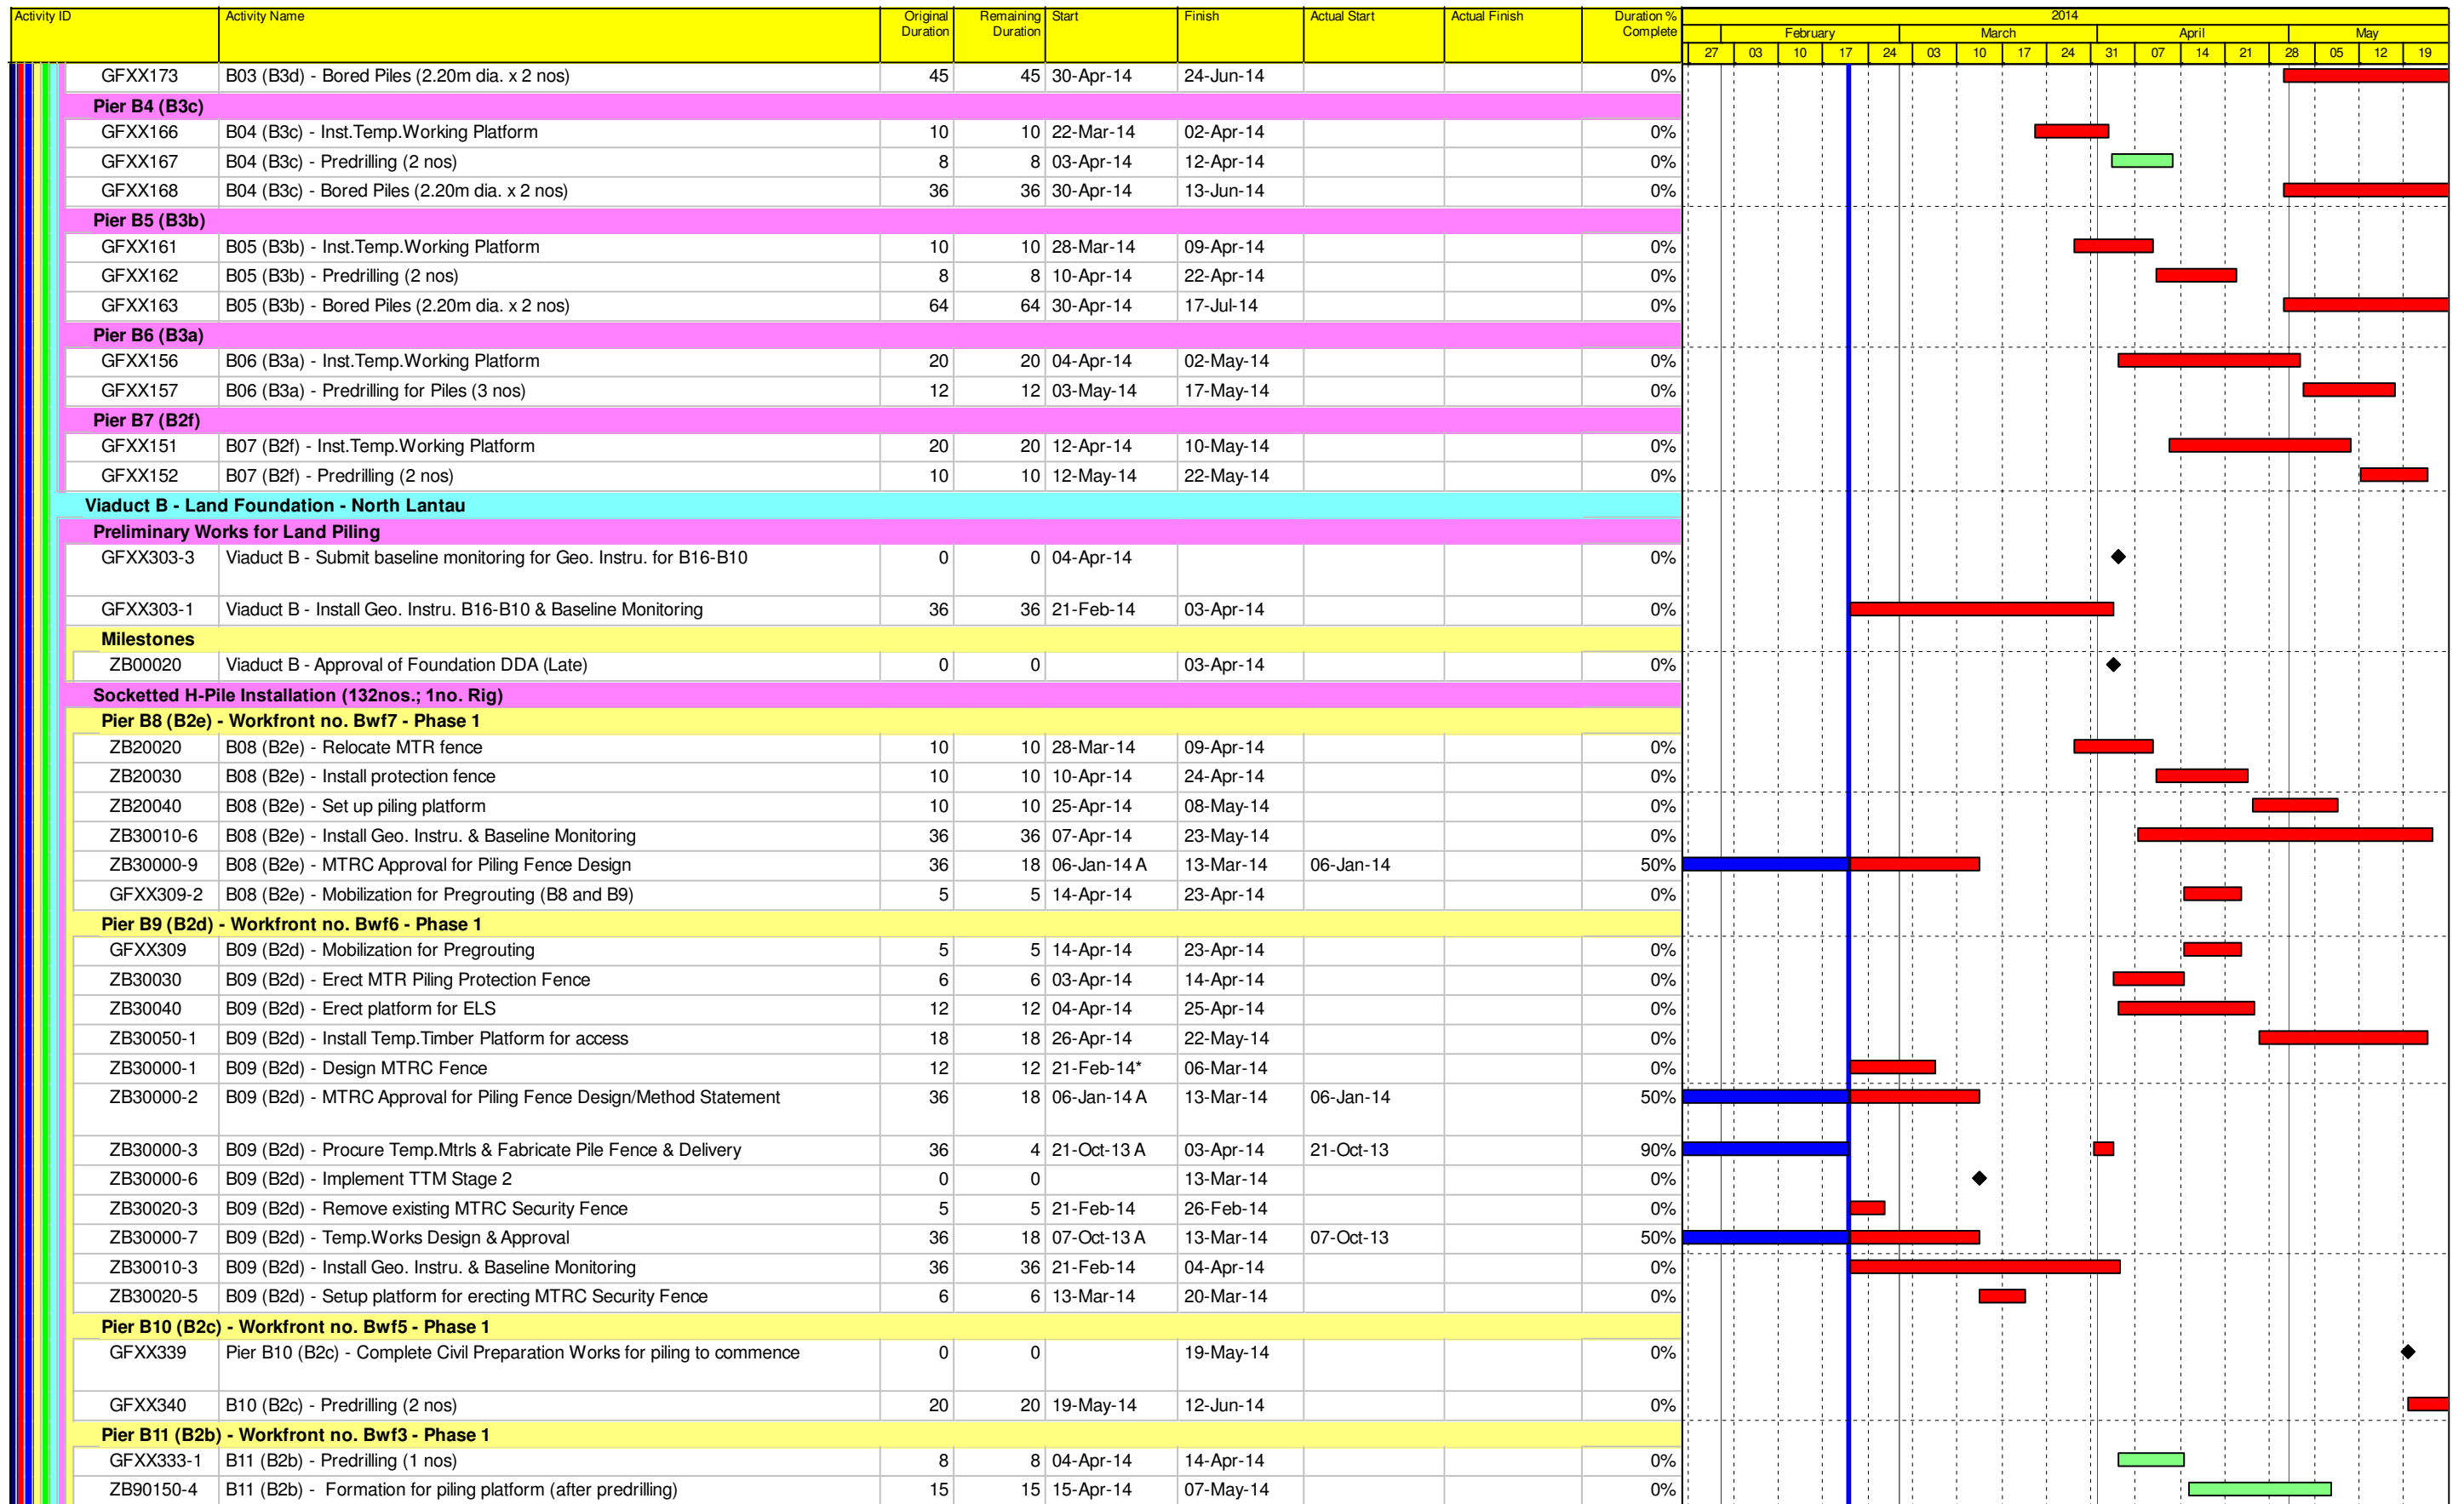 Activity ID Activity Name Original Duration Remaining Duration Start Finish Actual Start Actual Finish Duration % Complete 2014
February March April May
27 03 10 17 24 03 10 17 24 31 07 14 21 28 05 12 19
GFXX173 B03 (B3d) - Bored Piles (2.20m dia. x 2 nos) 45 45 30-Apr-14 24-Jun-14 0%
Pier B4 (B3c)
GFXX166 B04 (B3c) - Inst.Temp.Working Platform 10 10 22-Mar-14 02-Apr-14 0%
GFXX167 B04 (B3c) - Predrilling (2 nos) 8 8 03-Apr-14 12-Apr-14 0%
GFXX168 B04 (B3c) - Bored Piles (2.20m dia. x 2 nos) 36 36 30-Apr-14 13-Jun-14 0%
Pier B5 (B3b)
GFXX161 B05 (B3b) - Inst.Temp.Working Platform 10 10 28-Mar-14 09-Apr-14 0%
GFXX162 B05 (B3b) - Predrilling (2 nos) 8 8 10-Apr-14 22-Apr-14 0%
GFXX163 B05 (B3b) - Bored Piles (2.20m dia. x 2 nos) 64 64 30-Apr-14 17-Jul-14 0%
Pier B6 (B3a)
GFXX156 B06 (B3a) - Inst.Temp.Working Platform 20 20 04-Apr-14 02-May-14 0%
GFXX157 B06 (B3a) - Predrilling for Piles (3 nos) 12 12 03-May-14 17-May-14 0%
Pier B7 (B2f)
GFXX151 B07 (B2f) - Inst.Temp.Working Platform 20 20 12-Apr-14 10-May-14 0%
GFXX152 B07 (B2f) - Predrilling (2 nos) 10 10 12-May-14 22-May-14 0%
Viaduct B - Land Foundation - North Lantau
Preliminary Works for Land Piling
GFXX303-3 Viaduct B - Submit baseline monitoring for Geo. Instru. for B16-B10 0 0 04-Apr-14 0%
GFXX303-1 Viaduct B - Install Geo. Instru. B16-B10 & Baseline Monitoring 36 36 21-Feb-14 03-Apr-14 0%
Milestones
ZB00020 Viaduct B - Approval of Foundation DDA (Late) 0 0 03-Apr-14 0%
Socketted H-Pile Installation (132nos.; 1no. Rig)
Pier B8 (B2e) - Workfront no. Bwf7 - Phase 1
ZB20020 B08 (B2e) - Relocate MTR fence 10 10 28-Mar-14 09-Apr-14 0%
ZB20030 B08 (B2e) - Install protection fence 10 10 10-Apr-14 24-Apr-14 0%
ZB20040 B08 (B2e) - Set up piling platform 10 10 25-Apr-14 08-May-14 0%
ZB30010-6 B08 (B2e) - Install Geo. Instru. & Baseline Monitoring 36 36 07-Apr-14 23-May-14 0%
ZB30000-9 B08 (B2e) - MTRC Approval for Piling Fence Design 36 18 06-Jan-14 A 13-Mar-14 06-Jan-14 50%
GFXX309-2 B08 (B2e) - Mobilization for Pregrouting (B8 and B9) 5 5 14-Apr-14 23-Apr-14 0%
Pier B9 (B2d) - Workfront no. Bwf6 - Phase 1
GFXX309 B09 (B2d) - Mobilization for Pregrouting 5 5 14-Apr-14 23-Apr-14 0%
ZB30030 B09 (B2d) - Erect MTR Piling Protection Fence 6 6 03-Apr-14 14-Apr-14 0%
ZB30040 B09 (B2d) - Erect platform for ELS 12 12 04-Apr-14 25-Apr-14 0%
ZB30050-1 B09 (B2d) - Install Temp.Timber Platform for access 18 18 26-Apr-14 22-May-14 0%
ZB30000-1 B09 (B2d) - Design MTRC Fence 12 12 21-Feb-14* 06-Mar-14 0%
ZB30000-2 B09 (B2d) - MTRC Approval for Piling Fence Design/Method Statement 36 18 06-Jan-14 A 13-Mar-14 06-Jan-14 50%
ZB30000-3 B09 (B2d) - Procure Temp.Mtrls & Fabricate Pile Fence & Delivery 36 4 21-Oct-13 A 03-Apr-14 21-Oct-13 90%
ZB30000-6 B09 (B2d) - Implement TTM Stage 2 0 0 13-Mar-14 0%
ZB30020-3 B09 (B2d) - Remove existing MTRC Security Fence 5 5 21-Feb-14 26-Feb-14 0%
ZB30000-7 B09 (B2d) - Temp.Works Design & Approval 36 18 07-Oct-13 A 13-Mar-14 07-Oct-13 50%
ZB30010-3 B09 (B2d) - Install Geo. Instru. & Baseline Monitoring 36 36 21-Feb-14 04-Apr-14 0%
ZB30020-5 B09 (B2d) - Setup platform for erecting MTRC Security Fence 6 6 13-Mar-14 20-Mar-14 0%
Pier B10 (B2c) - Workfront no. Bwf5 - Phase 1
GFXX339 Pier B10 (B2c) - Complete Civil Preparation Works for piling to commence 0 0 19-May-14 0%
GFXX340 B10 (B2c) - Predrilling (2 nos) 20 20 19-May-14 12-Jun-14 0%
Pier B11 (B2b) - Workfront no. Bwf3 - Phase 1
GFXX333-1 B11 (B2b) - Predrilling (1 nos) 8 8 04-Apr-14 14-Apr-14 0%
ZB90150-4 B11 (B2b) - Formation for piling platform (after predrilling) 15 15 15-Apr-14 07-May-14 0%